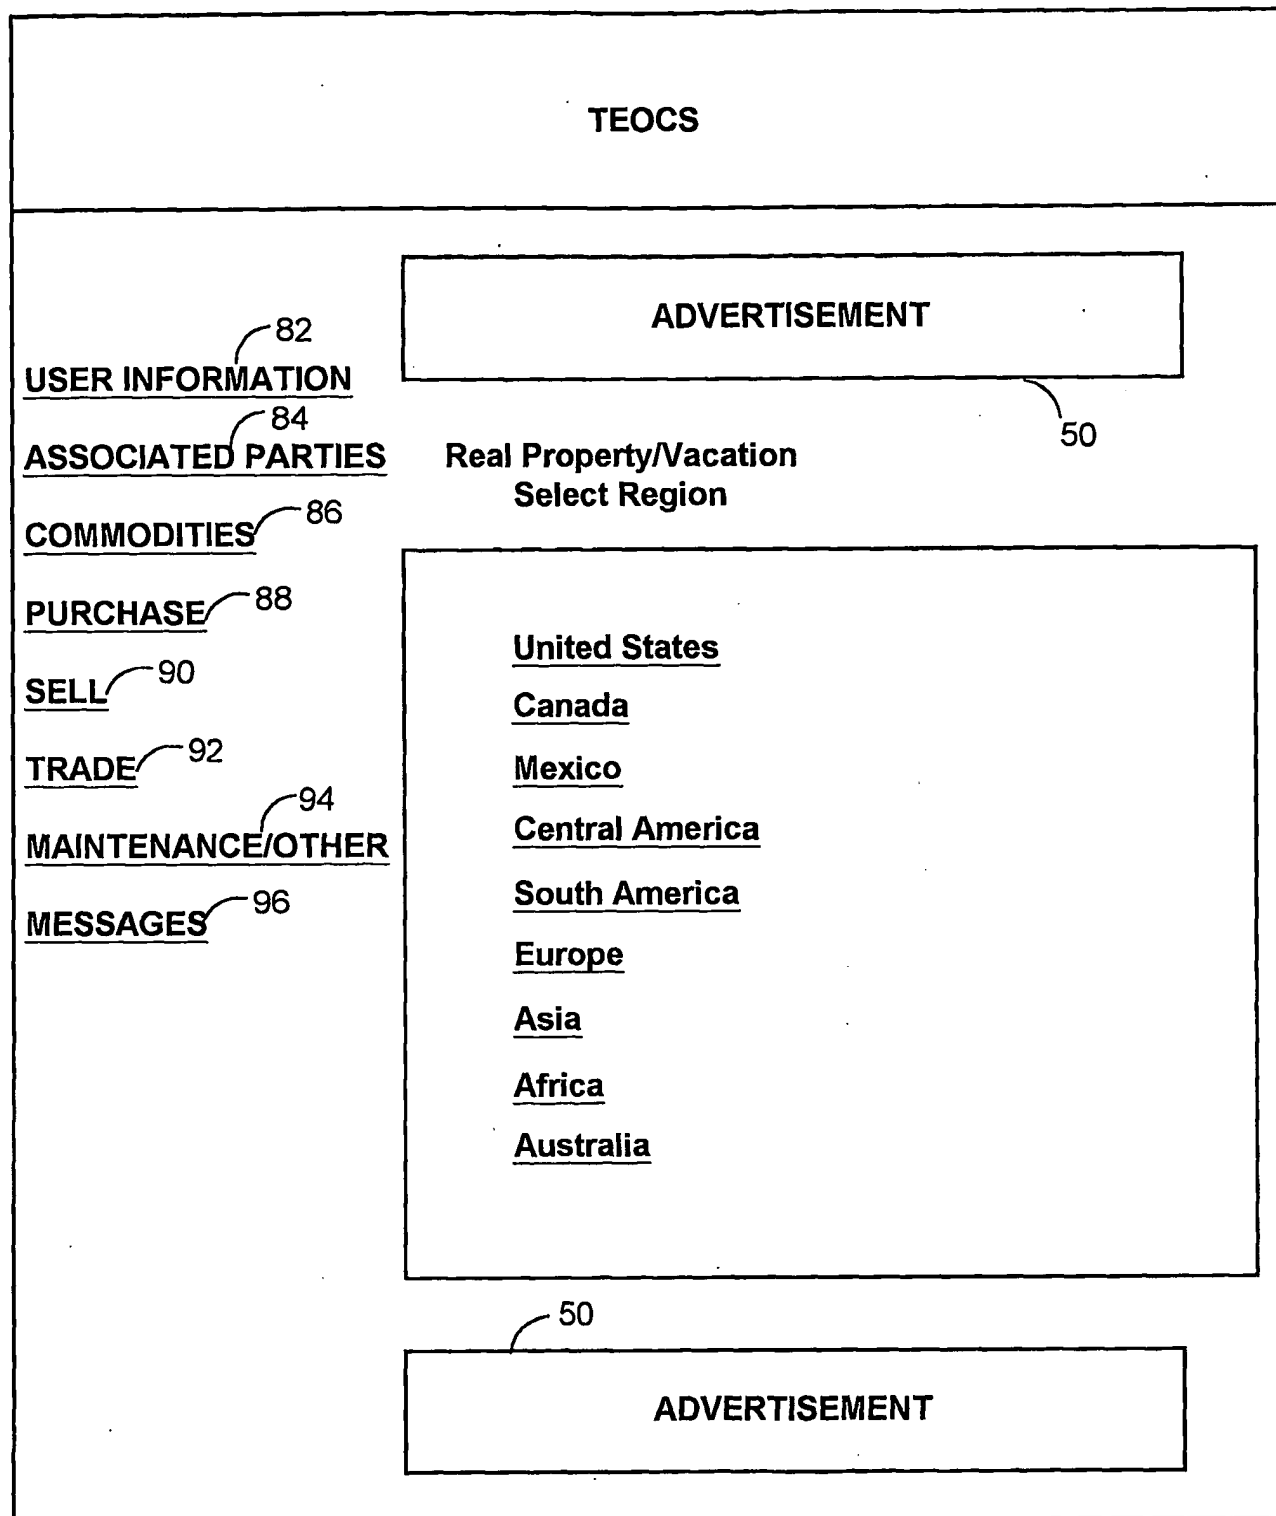 TEOCS
ADVERTISEMENT
50
82
USER INFORMATION
84
ASSOCIATED PARTIES
86
COMMODITIES
88
PURCHASE
90
SELL
92
TRADE
94
MAINTENANCE/OTHER
96
MESSAGES
Real Property/Vacation
Select Region
United States
Canada
Mexico
Central America
South America
Europe
Asia
Africa
Australia
50
ADVERTISEMENT